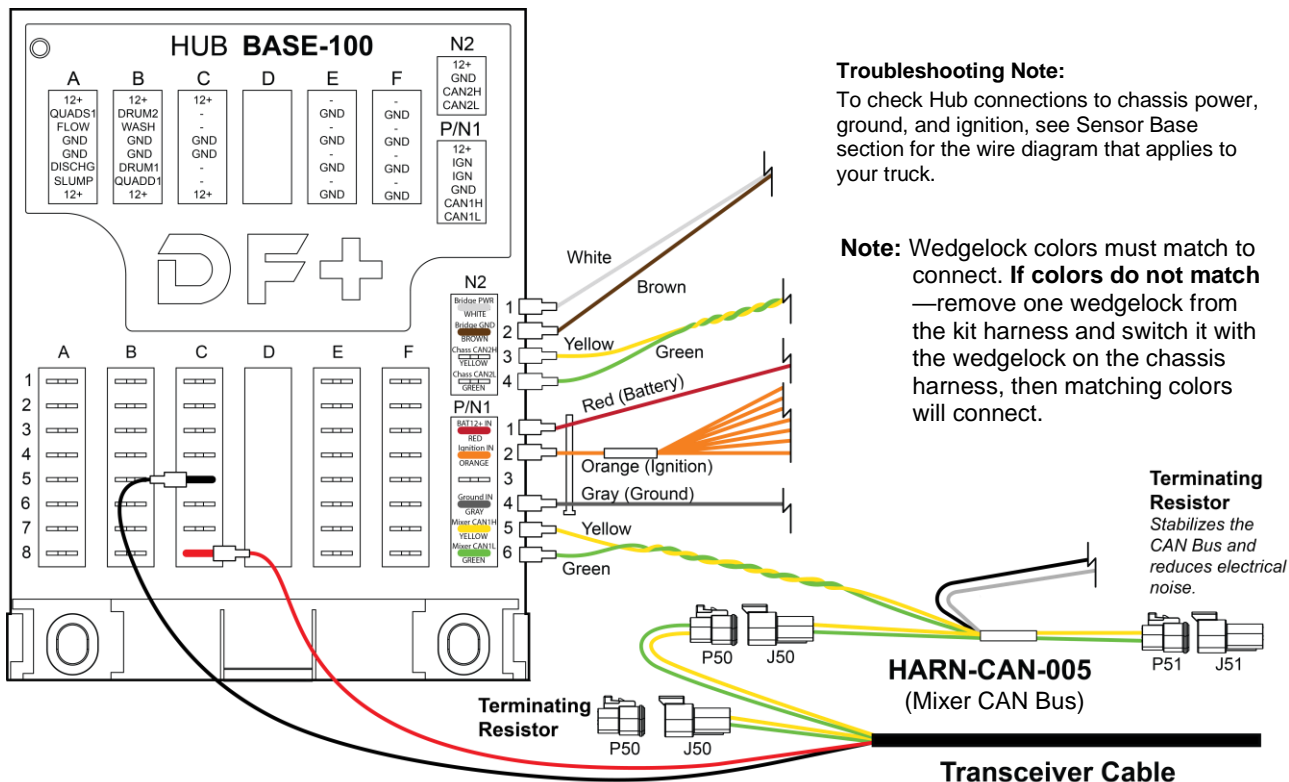 HUB BASE-100
A B C D E F
12+ 12+ 12+ - -
QUADS1 DRUM2 - GND GND
FLOW WASH - - -
GND GND GND GND GND
GND GND GND - -
DISCHG DRUM1 - GND GND
SLUMP QUADD1 - - -
12+ 12+ 12+ GND GND
N2
12+
GND
CAN2H
CAN2L
P/N1
12+
IGN
IGN
GND
CAN1H
CAN1L
DF+
A B C D E F
1
2
3
4
5
6
7
8
N2
Bridge PWR
WHITE
1
Bridge GND
BROWN
2
Chass CAN2H
YELLOW
3
Chass CAN2L
GREEN
4
P/N1
BAT12+ IN
RED
1
Ignition IN
ORANGE
2
3
Ground IN
GRAY
4
Mixer CAN1H
YELLOW
5
Mixer CAN1L
GREEN
6
White
Brown
Yellow
Green
Red (Battery)
Orange (Ignition)
Gray (Ground)
Yellow
Green
Troubleshooting Note:
To check Hub connections to chassis power,
ground, and ignition, see Sensor Base
section for the wire diagram that applies to
your truck.
Note: Wedgelock colors must match to
connect. If colors do not match
—remove one wedgelock from
the kit harness and switch it with
the wedgelock on the chassis
harness, then matching colors
will connect.
Terminating
Resistor
Stabilizes the
CAN Bus and
reduces electrical
noise.
P50 J50
P51 J51
HARN-CAN-005
(Mixer CAN Bus)
Terminating
Resistor
P50 J50
Transceiver Cable